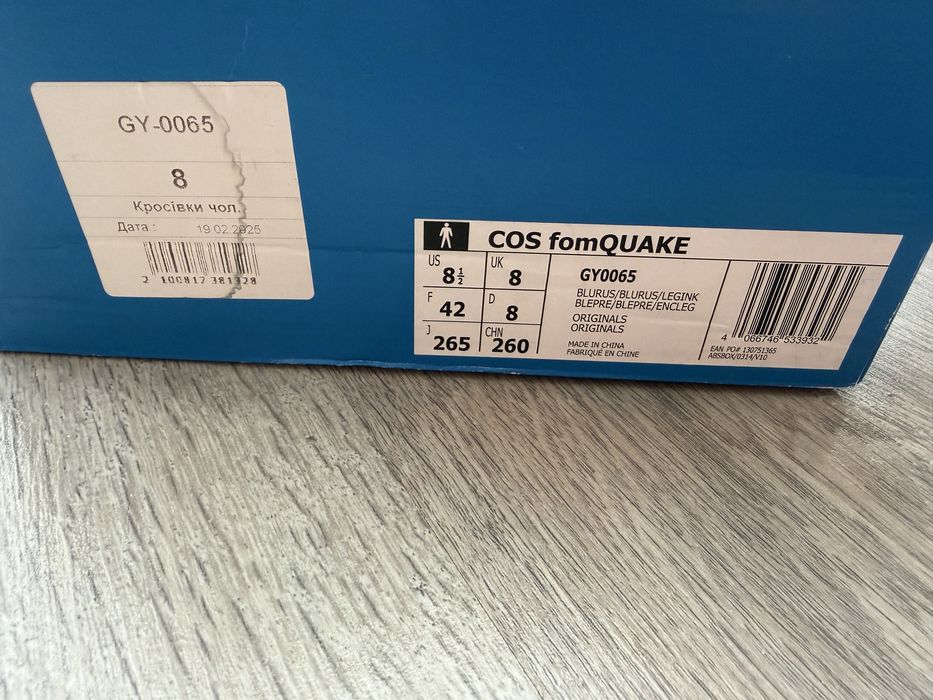 GY-0065
8
Кросівки чол.
Дата : 19.02.2025
2 100817 381328
COS fomQUAKE
US 8½ UK 8
F 42 D 8
J 265 CHN 260
GY0065
BLURUS/BLURUS/LEGINK
BLEPRE/BLEPRE/ENCLEG
ORIGINALS
ORIGINALS
MADE IN CHINA
FABRIQUÉ EN CHINE
4 066746 533932
EAN PO# 130751365
ABSBOX/0314/V10